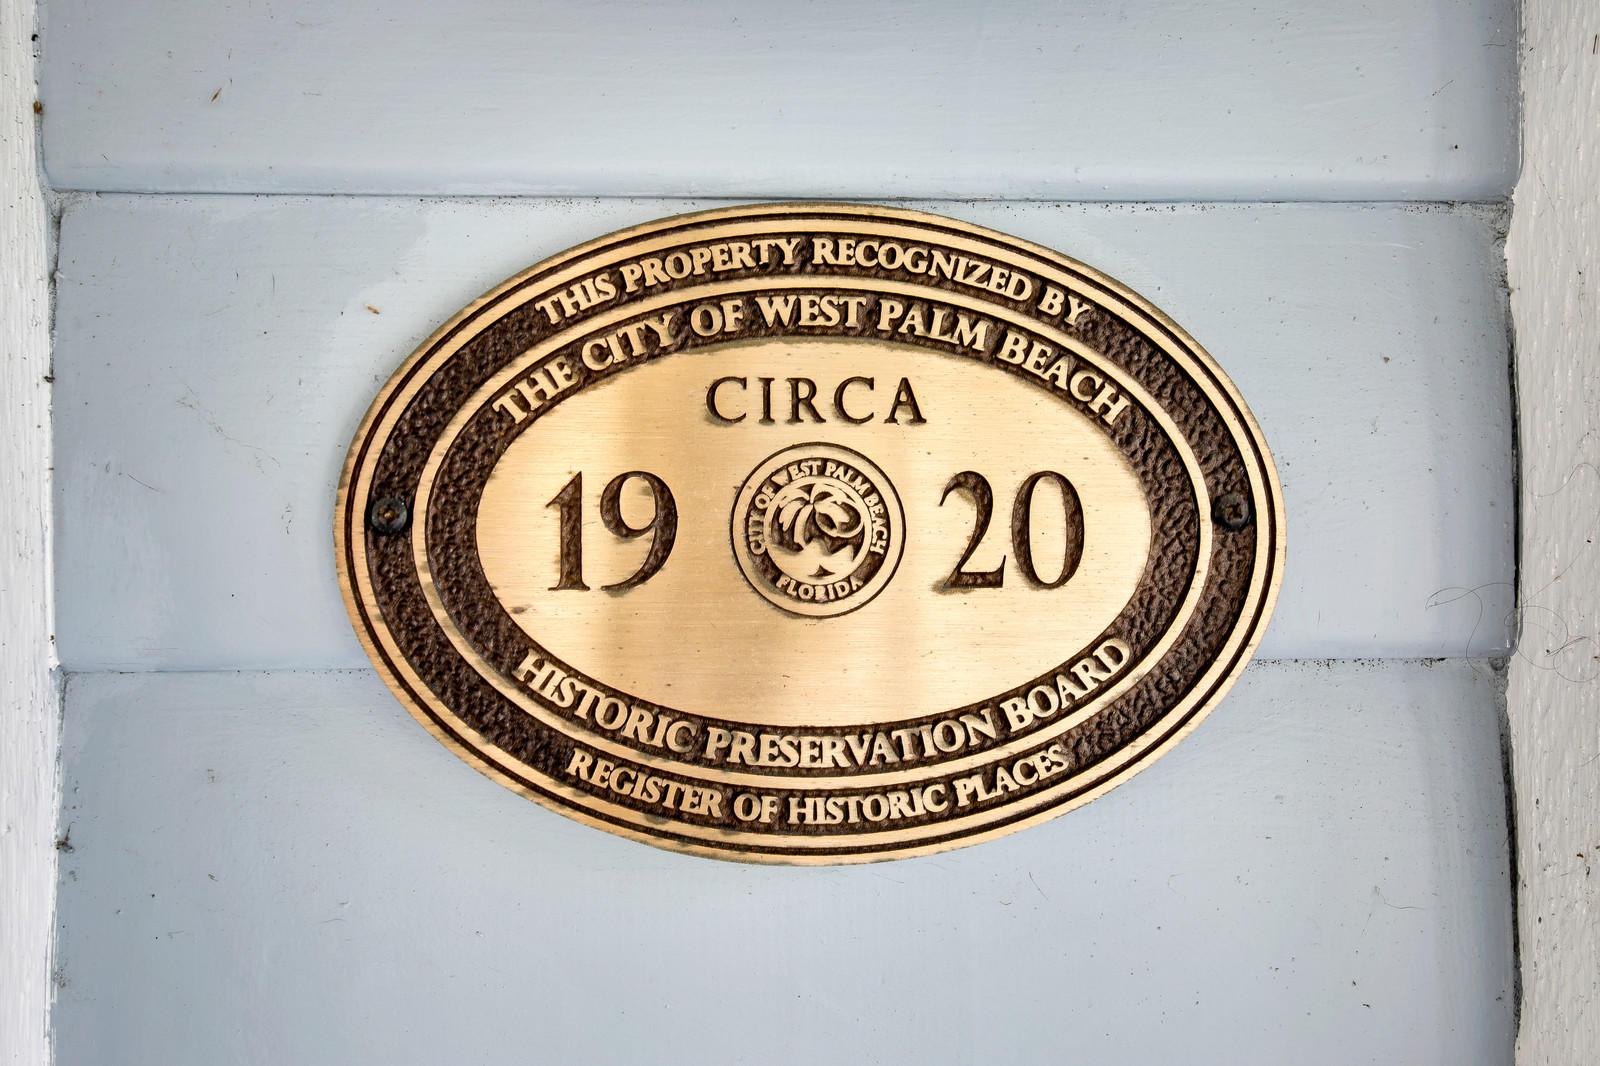 THIS PROPERTY RECOGNIZED BY
THE CITY OF WEST PALM BEACH
CIRCA
19 20
CITY OF WEST PALM BEACH
FLORIDA
HISTORIC PRESERVATION BOARD
REGISTER OF HISTORIC PLACES